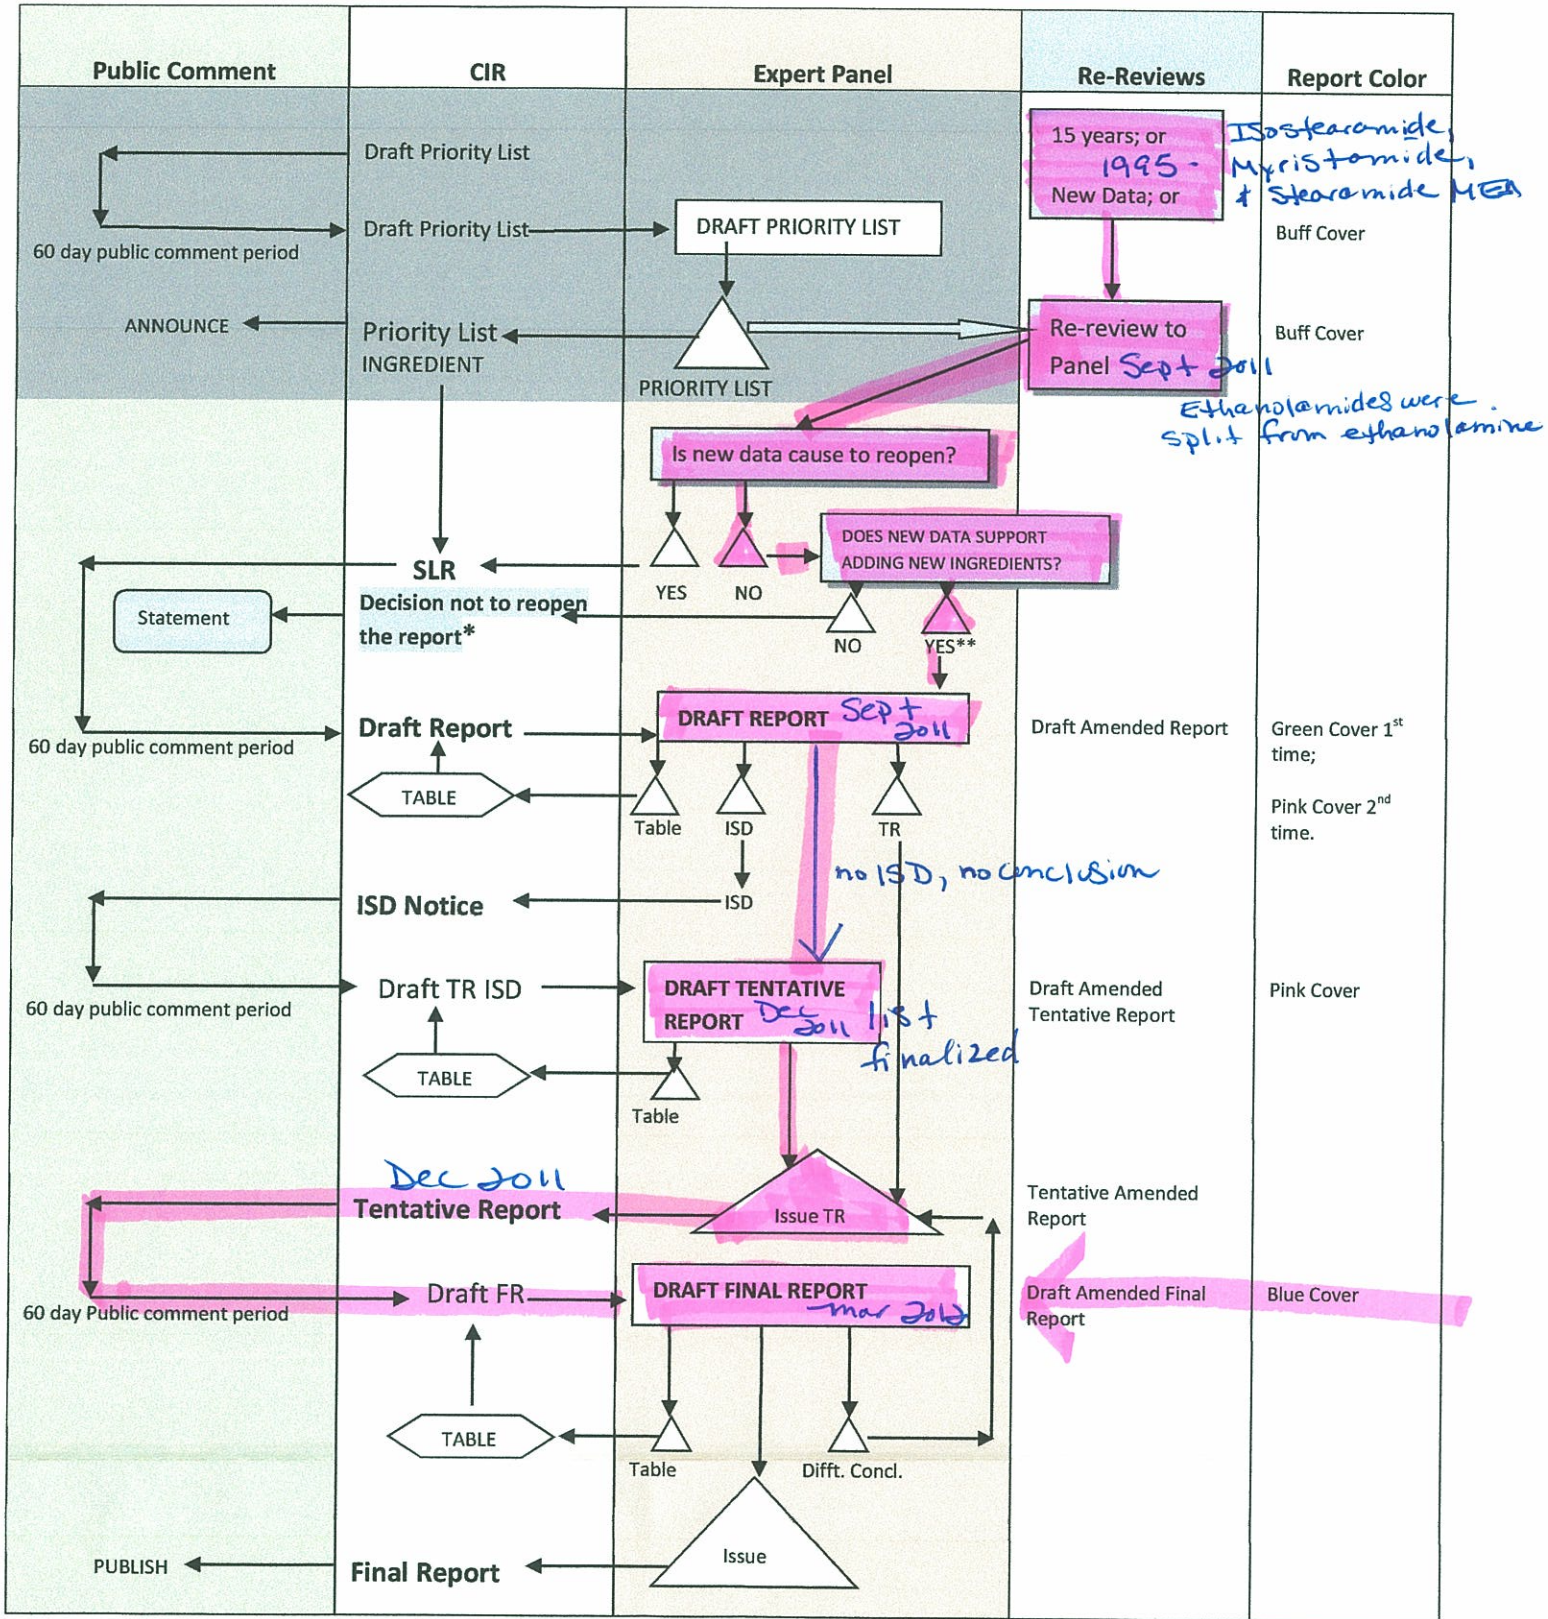 Public Comment
CIR
Expert Panel
Re-Reviews
Report Color
Draft Priority List
15 years; or
1995 -
New Data; or
Isostearamide,
Myristamide,
& Stearamide MEA
60 day public comment period
Draft Priority List
DRAFT PRIORITY LIST
Buff Cover
ANNOUNCE
Priority List
INGREDIENT
PRIORITY LIST
Re-review to
Panel Sept 2011
Buff Cover
Ethanolamides were
split from ethanolamine
Is new data cause to reopen?
YES
NO
DOES NEW DATA SUPPORT
ADDING NEW INGREDIENTS?
NO
YES**
SLR
Statement
Decision not to reopen
the report*
60 day public comment period
Draft Report
DRAFT REPORT Sept
2011
Draft Amended Report
Green Cover 1st
time;
Pink Cover 2nd
time.
TABLE
Table
ISD
TR
no ISD, no conclusion
ISD Notice
ISD
60 day public comment period
Draft TR ISD
DRAFT TENTATIVE
REPORT Dec
2011 list
finalized
Draft Amended
Tentative Report
Pink Cover
TABLE
Table
Dec 2011
Tentative Report
Issue TR
Tentative Amended
Report
60 day Public comment period
Draft FR
DRAFT FINAL REPORT
Mar 2012
Draft Amended Final
Report
Blue Cover
TABLE
Table
Difft. Concl.
PUBLISH
Final Report
Issue